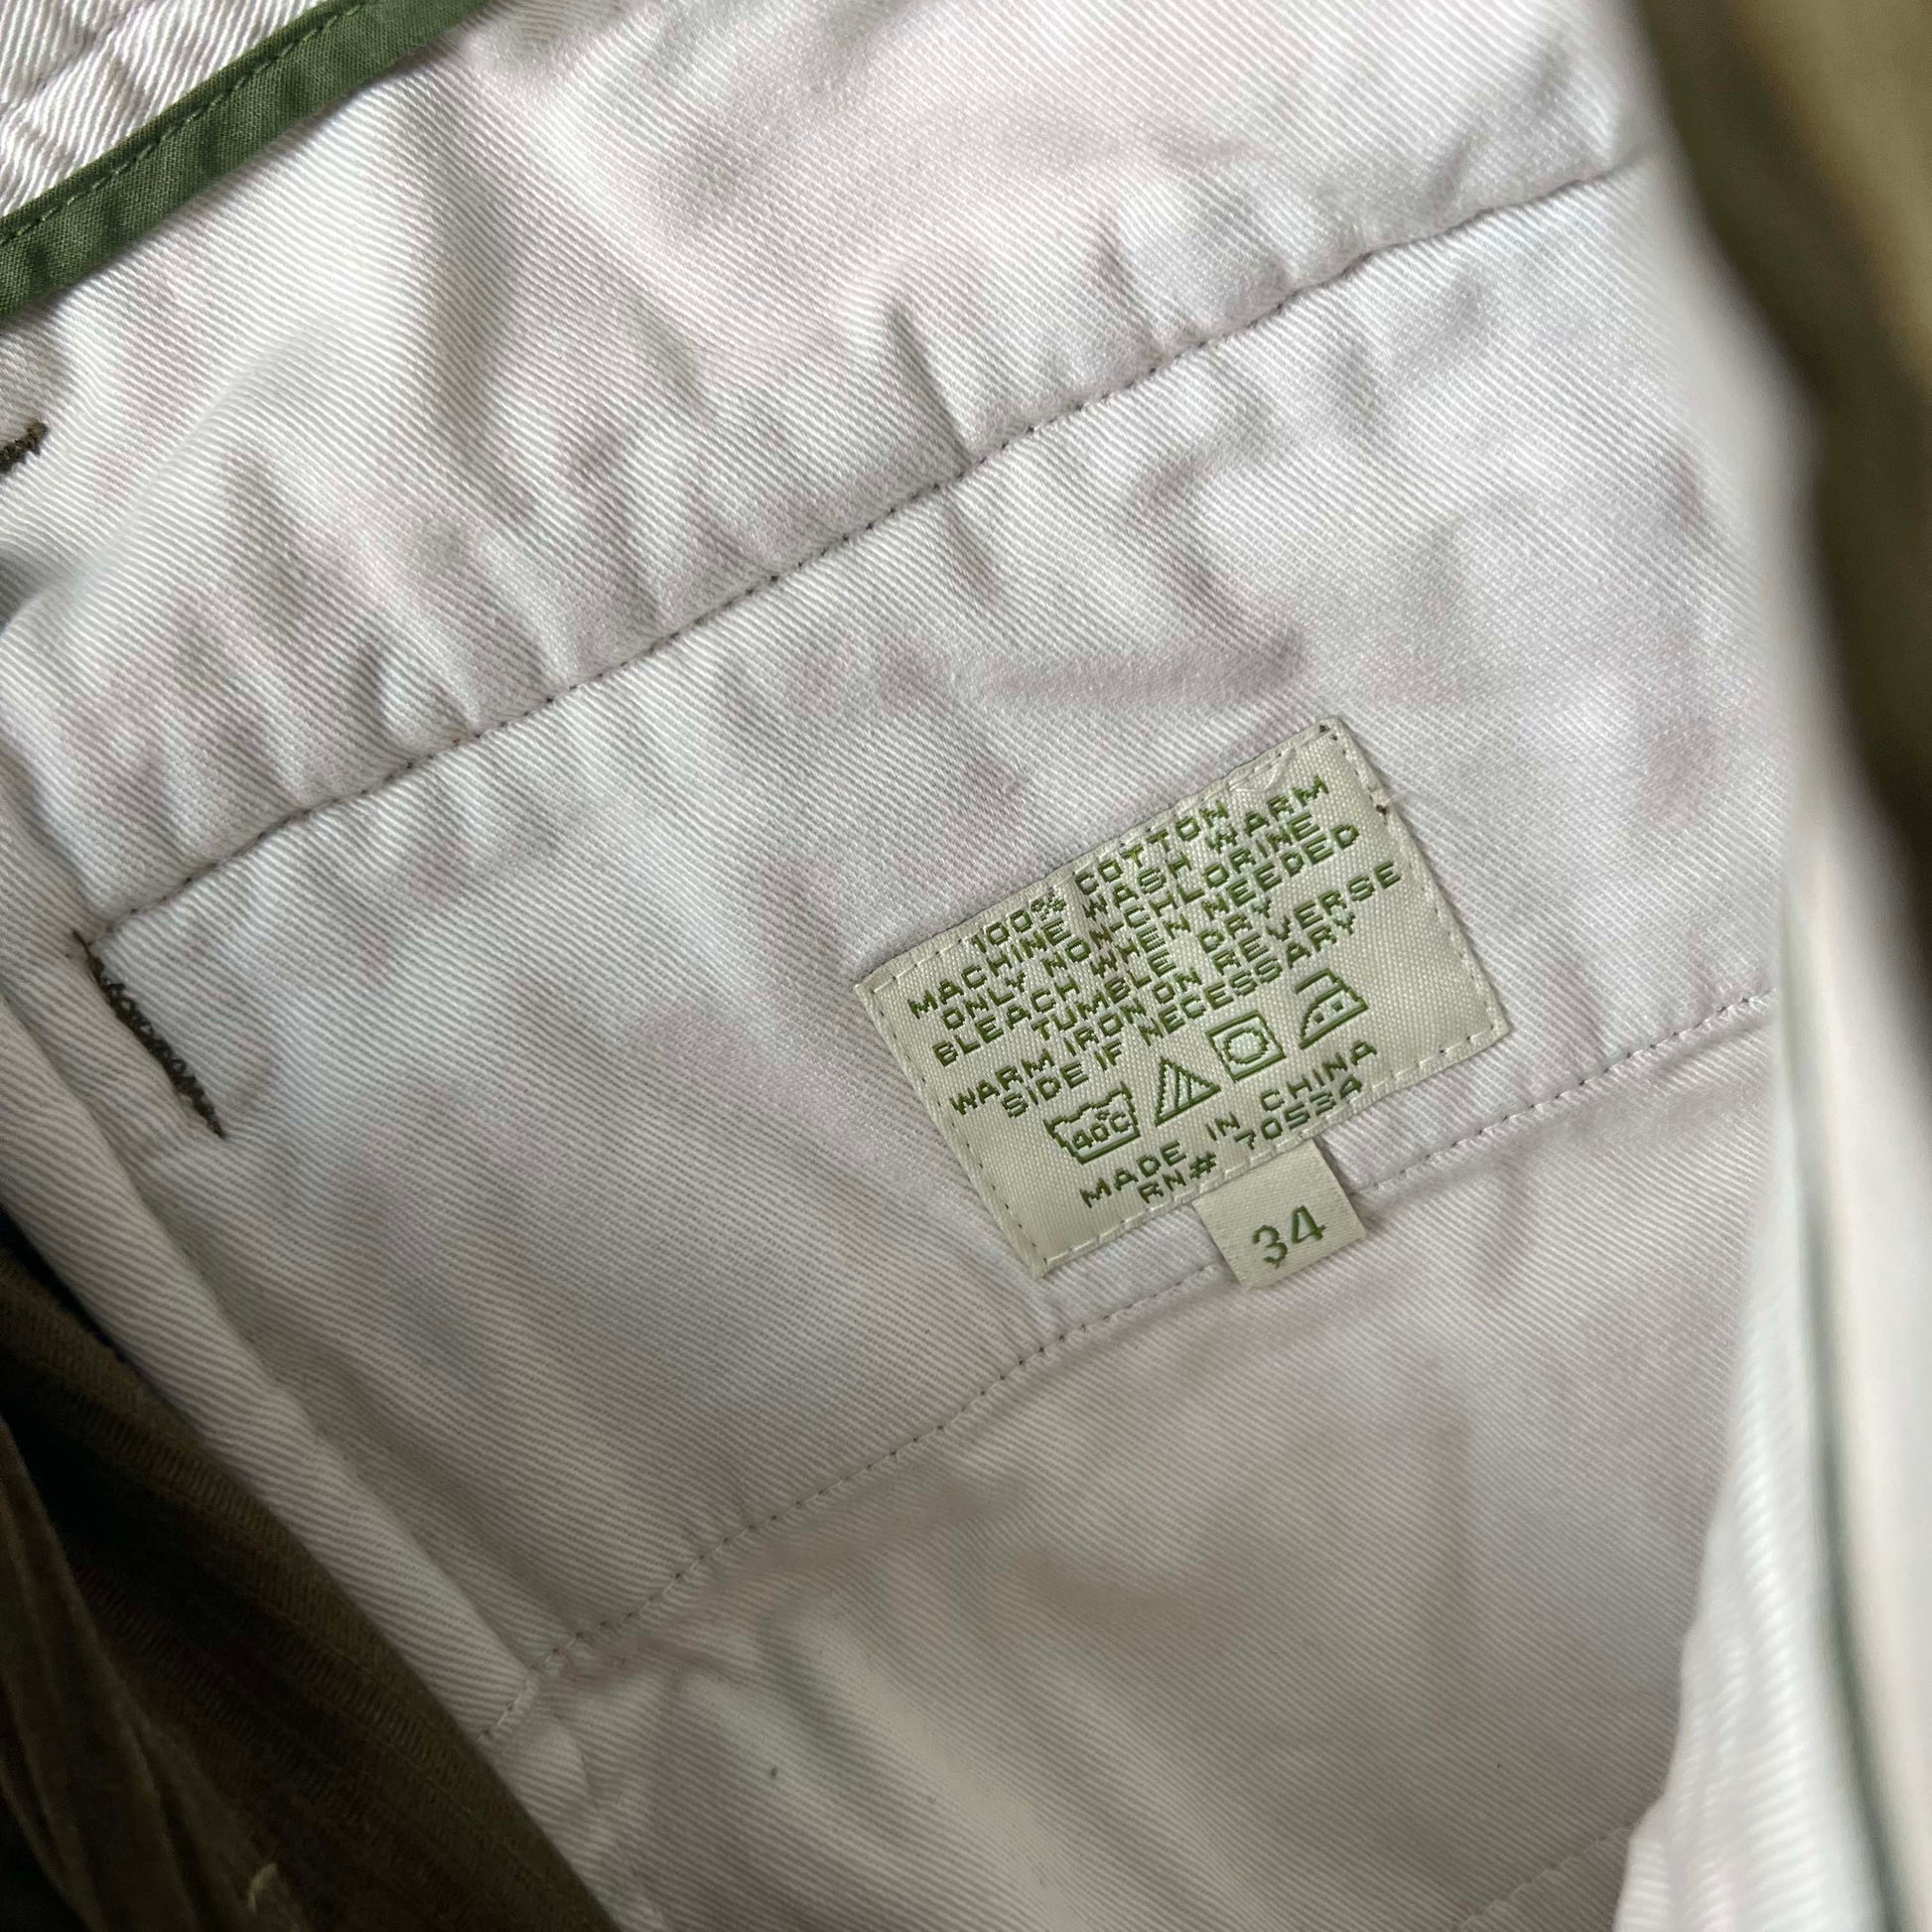 100% COTTON
MACHINE WASH WARM
ONLY NON-CHLORINE
BLEACH WHEN NEEDED
TUMBLE DRY
WARM IRON ON REVERSE
SIDE IF NECESSARY
40°C
MADE IN CHINA
RN# 70534
34